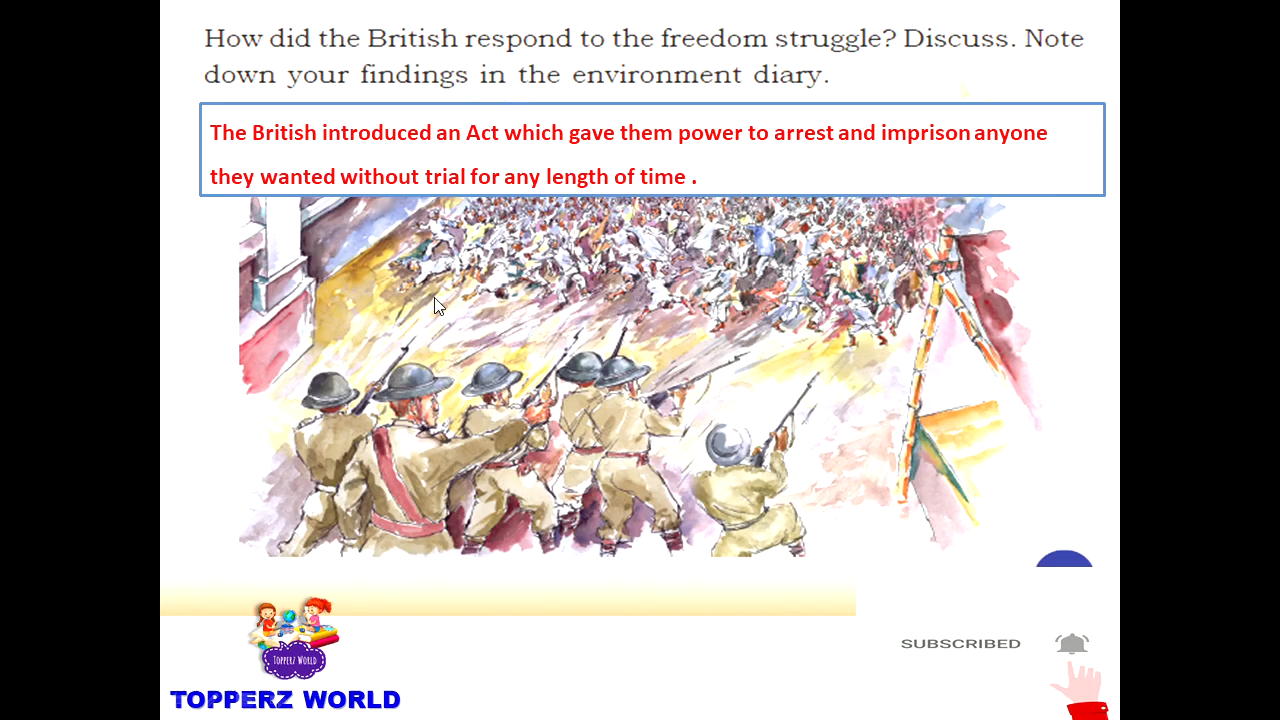 How did the British respond to the freedom struggle? Discuss. Note
down your findings in the environment diary.
The British introduced an Act which gave them power to arrest and imprison anyone
they wanted without trial for any length of time .
SUBSCRIBED
TOPPERZ WORLD
TOPPERZ WORLD